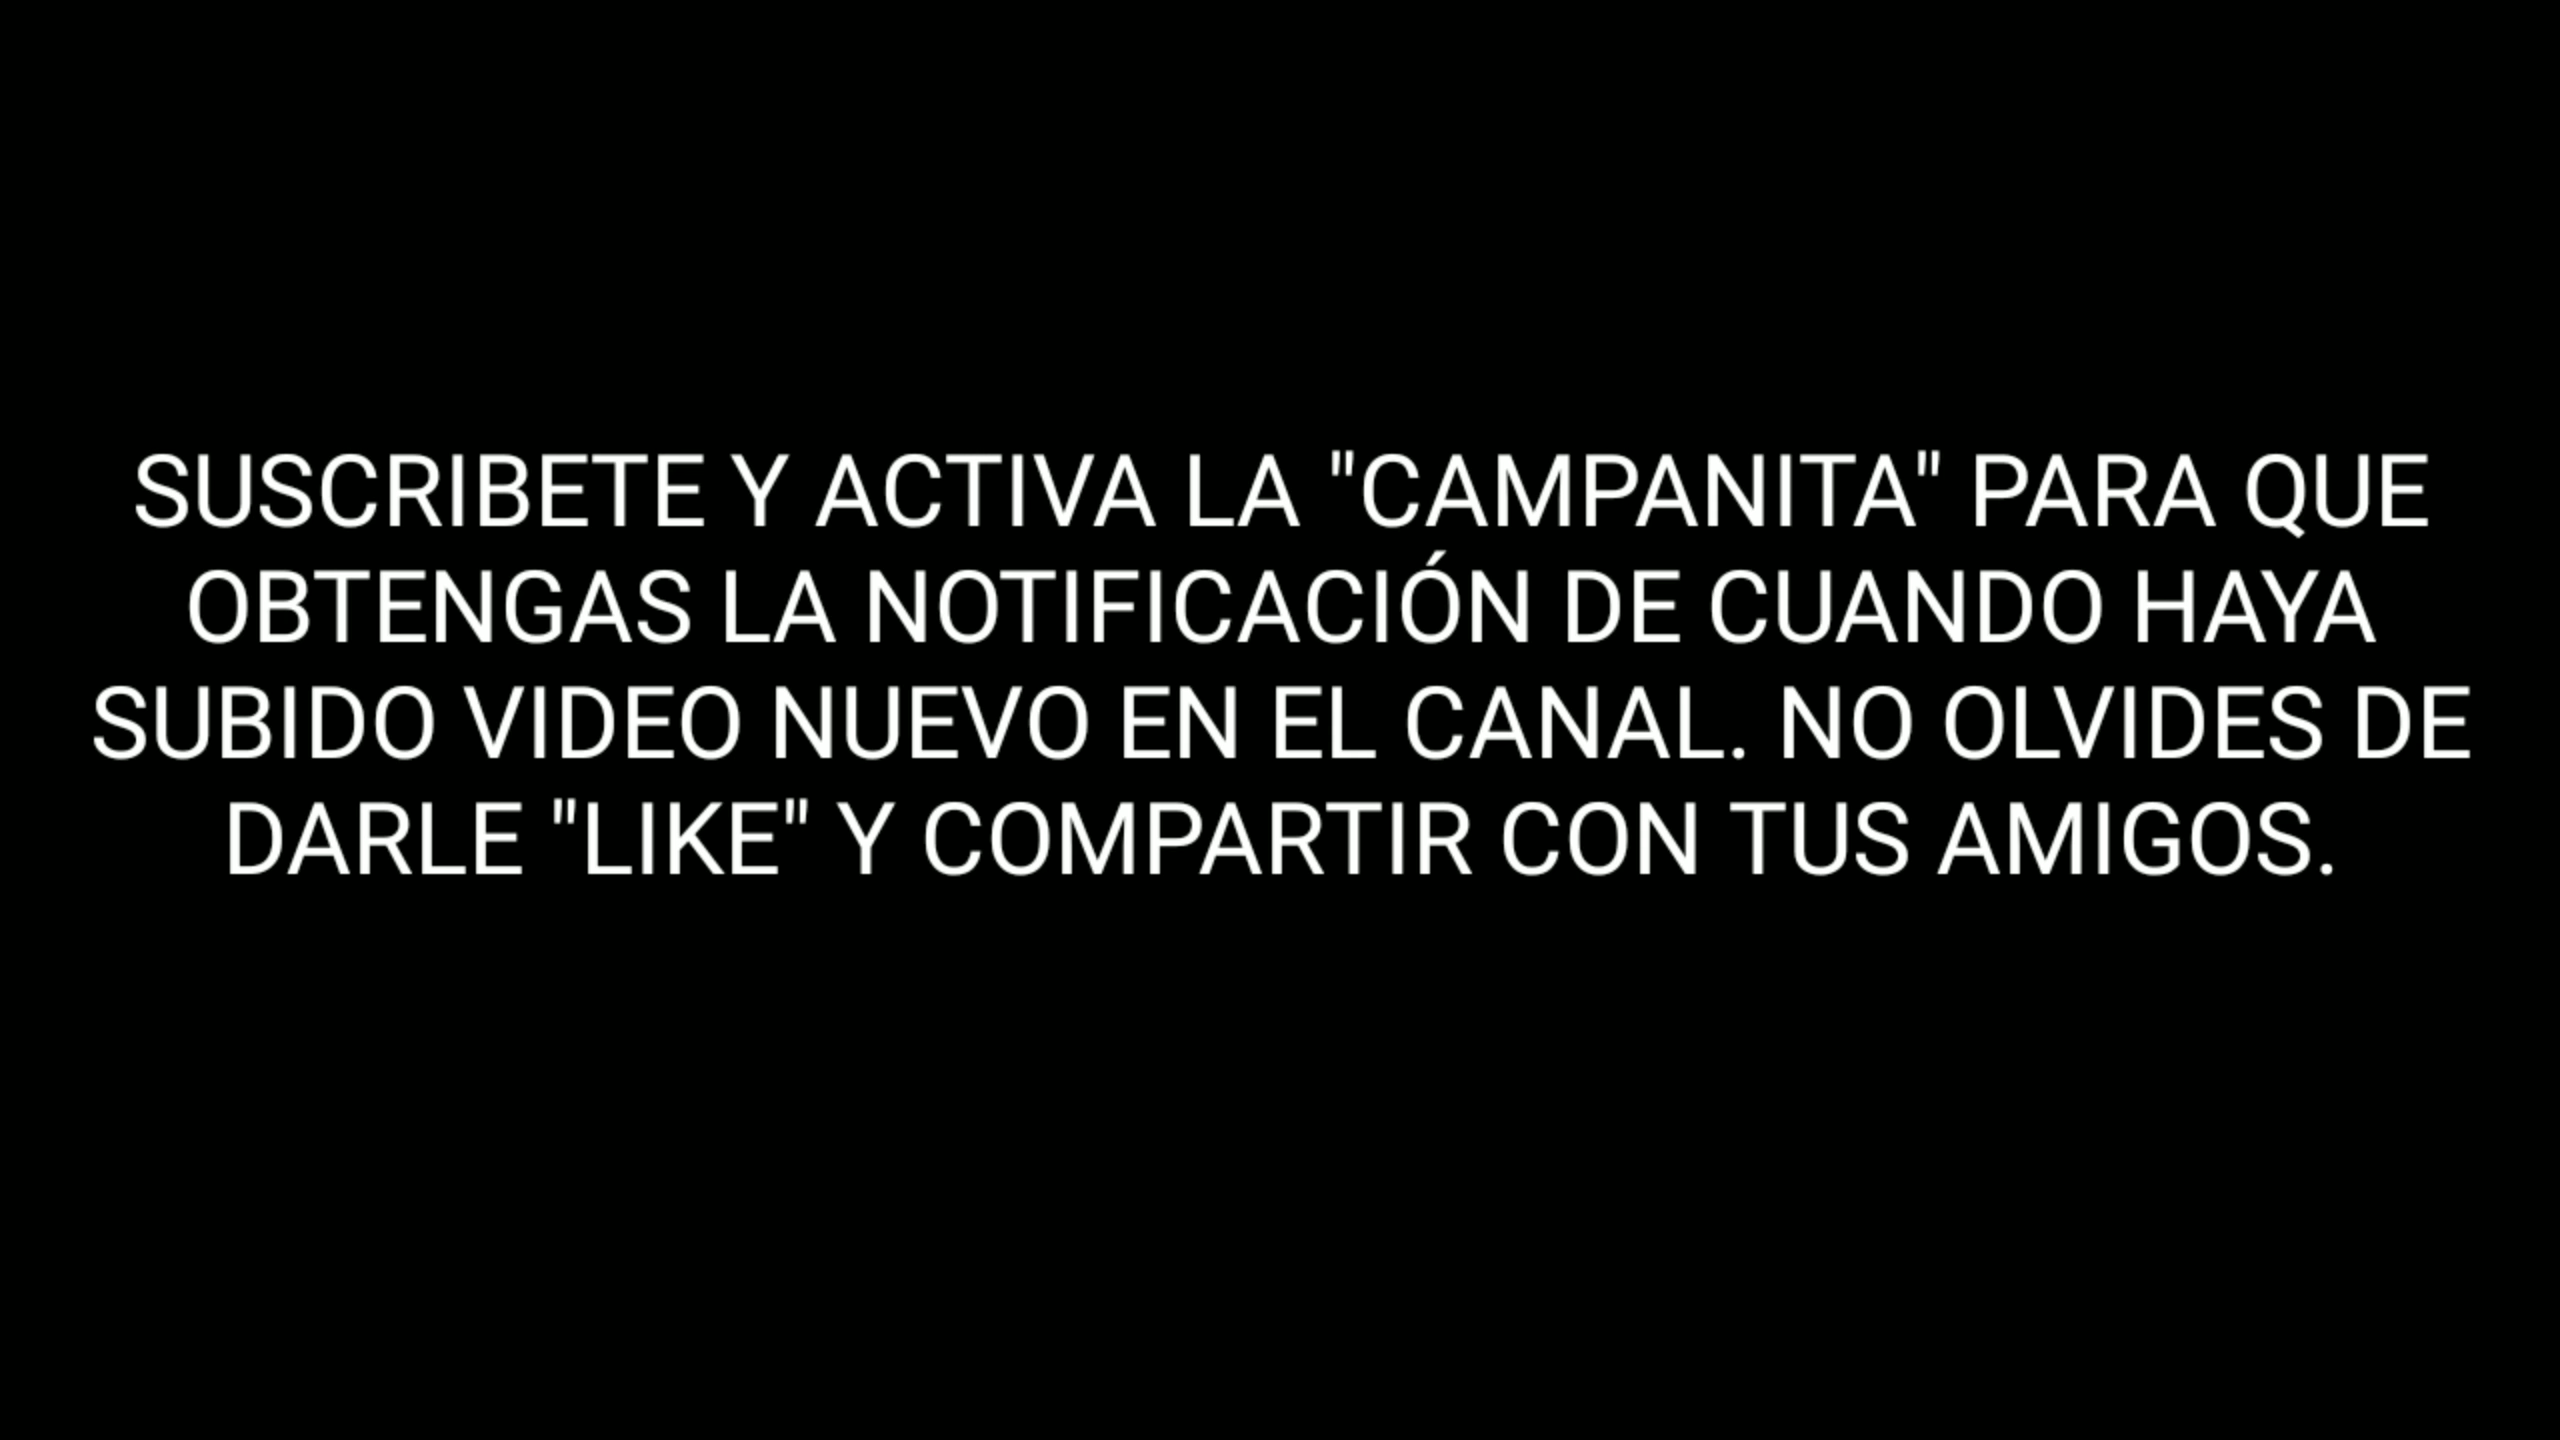 SUSCRIBETE Y ACTIVA LA "CAMPANITA" PARA QUE
OBTENGAS LA NOTIFICACIÓN DE CUANDO HAYA
SUBIDO VIDEO NUEVO EN EL CANAL. NO OLVIDES DE
DARLE "LIKE" Y COMPARTIR CON TUS AMIGOS.